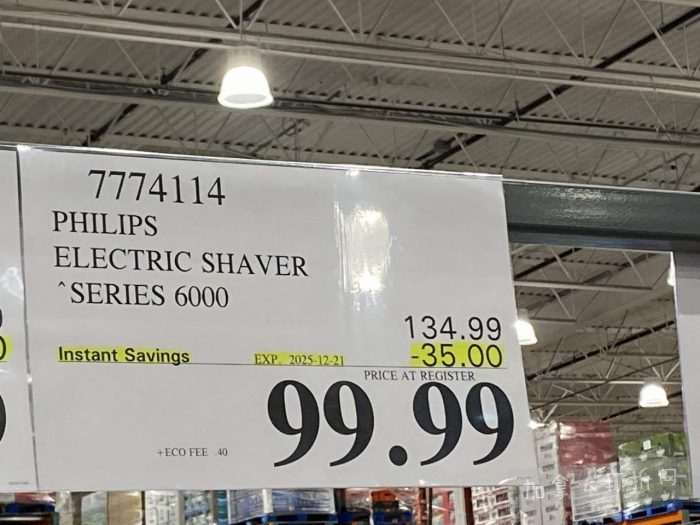 7774114
PHILIPS
ELECTRIC SHAVER
^SERIES 6000
134.99
Instant Savings EXP. 2025-12-21 -35.00
PRICE AT REGISTER
99.99
+ECO FEE .40